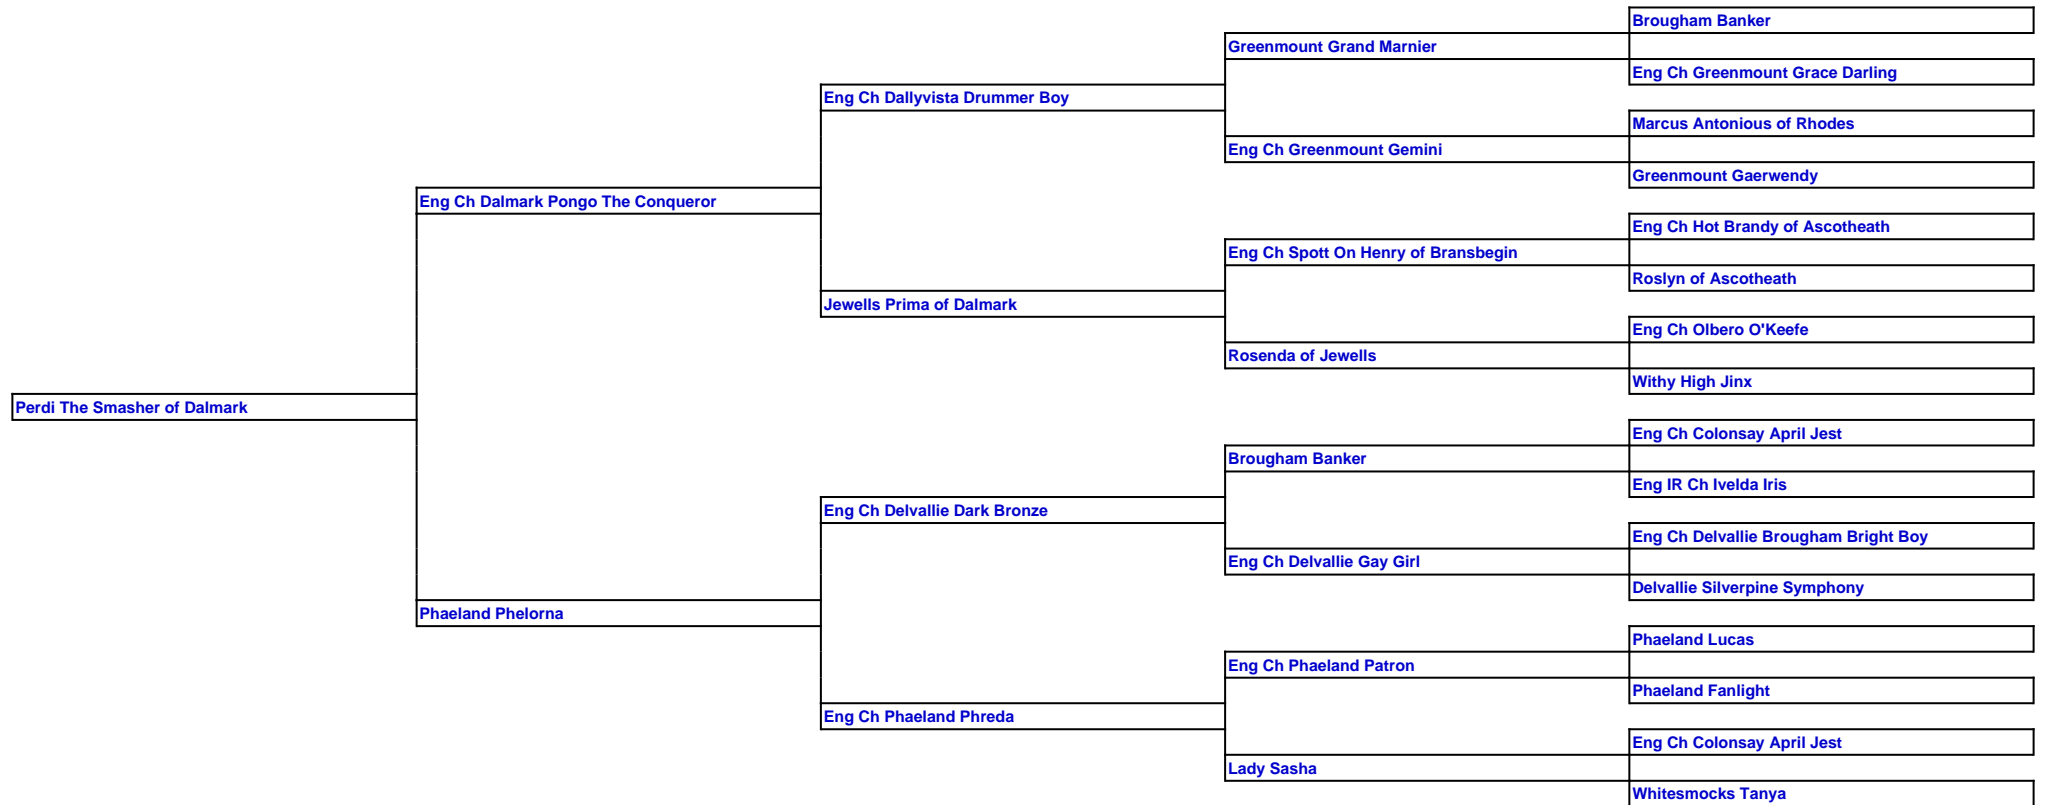 Brougham Banker
Greenmount Grand Marnier
Eng Ch Greenmount Grace Darling
Eng Ch Dallyvista Drummer Boy
Marcus Antonious of Rhodes
Eng Ch Greenmount Gemini
Greenmount Gaerwendy
Eng Ch Dalmark Pongo The Conqueror
Eng Ch Hot Brandy of Ascotheath
Eng Ch Spott On Henry of Bransbegin
Roslyn of Ascotheath
Jewells Prima of Dalmark
Eng Ch Olbero O'Keefe
Rosenda of Jewells
Withy High Jinx
Perdi The Smasher of Dalmark
Eng Ch Colonsay April Jest
Brougham Banker
Eng IR Ch Ivelda Iris
Eng Ch Delvallie Dark Bronze
Eng Ch Delvallie Brougham Bright Boy
Eng Ch Delvallie Gay Girl
Delvallie Silverpine Symphony
Phaeland Phelorna
Phaeland Lucas
Eng Ch Phaeland Patron
Phaeland Fanlight
Eng Ch Phaeland Phreda
Eng Ch Colonsay April Jest
Lady Sasha
Whitesmocks Tanya